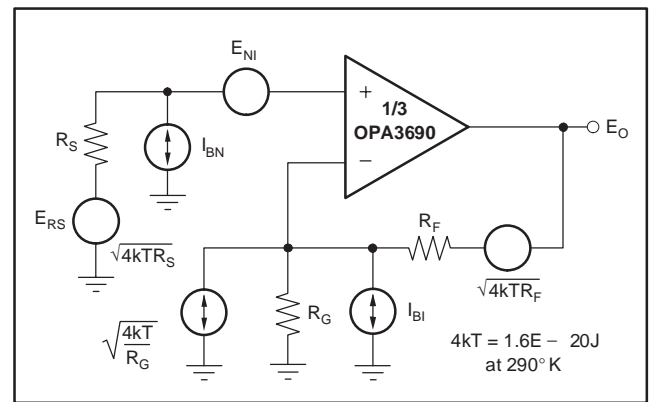 E_NI
+
1/3
OPA3690
−
E_O
R_S
I_BN
E_RS
√4kTR_S
R_F
√4kTR_F
√4kT/R_G
R_G
I_BI
4kT = 1.6E − 20J
at 290°K